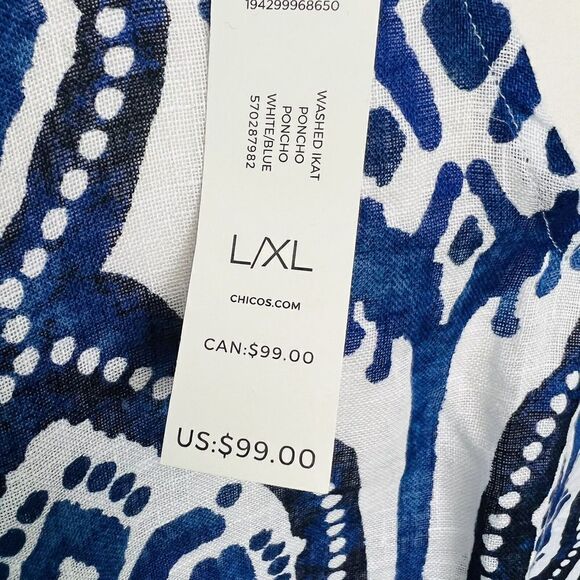 194299968650
WASHED IKAT
PONCHO
PONCHO
WHITE/BLUE
570287982
L/XL
CHICOS.COM
CAN:$99.00
US:$99.00